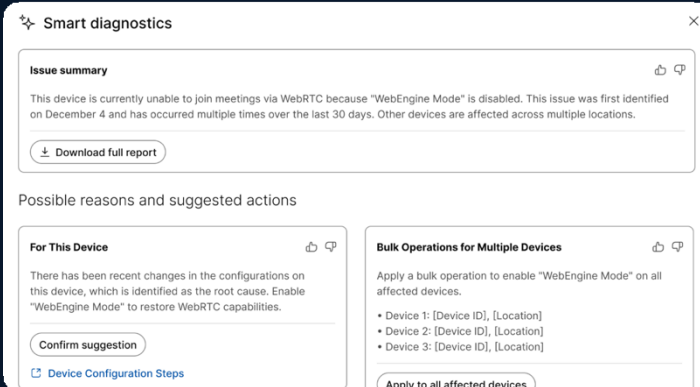 Smart diagnostics
Issue summary
This device is currently unable to join meetings via WebRTC because "WebEngine Mode" is disabled. This issue was first identified
on December 4 and has occurred multiple times over the last 30 days. Other devices are affected across multiple locations.
Download full report
Possible reasons and suggested actions
For This Device
There has been recent changes in the configurations on
this device, which is identified as the root cause. Enable
"WebEngine Mode" to restore WebRTC capabilities.
Confirm suggestion
Device Configuration Steps
Bulk Operations for Multiple Devices
Apply a bulk operation to enable "WebEngine Mode" on all
affected devices.
• Device 1: [Device ID], [Location]
• Device 2: [Device ID], [Location]
• Device 3: [Device ID], [Location]
Apply to all affected devices